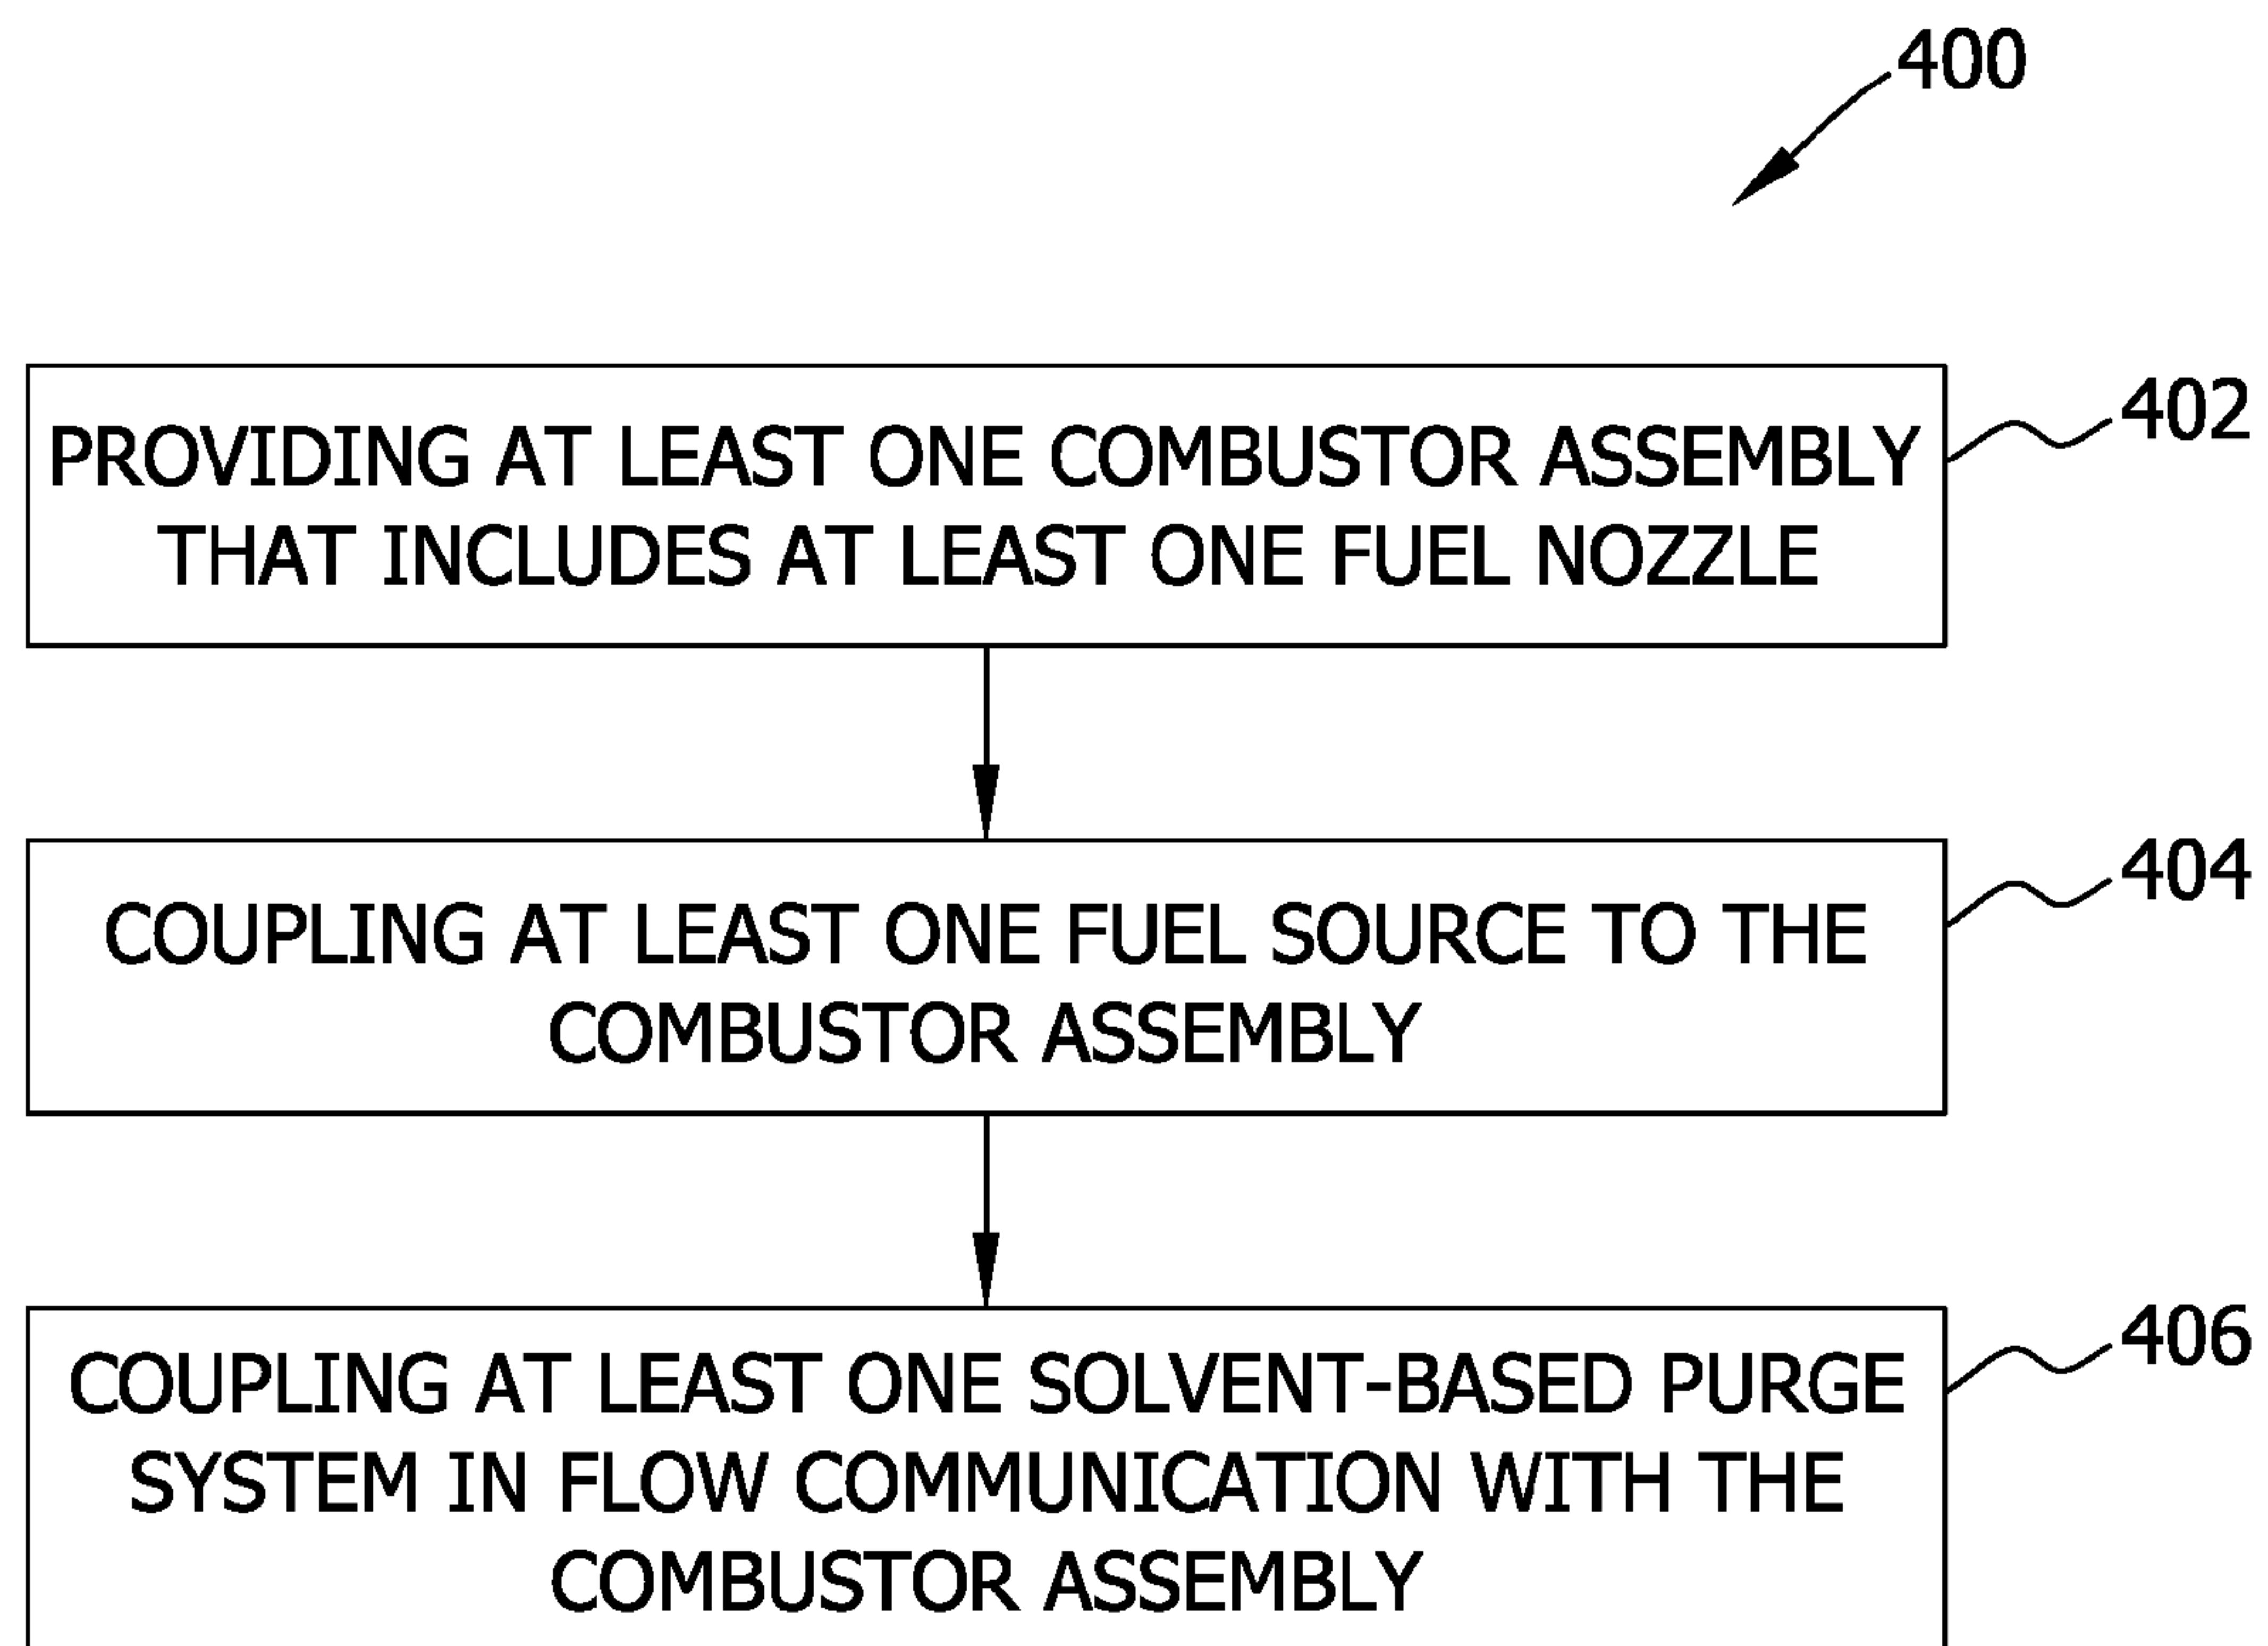 400
PROVIDING AT LEAST ONE COMBUSTOR ASSEMBLY
THAT INCLUDES AT LEAST ONE FUEL NOZZLE
402
COUPLING AT LEAST ONE FUEL SOURCE TO THE
COMBUSTOR ASSEMBLY
404
COUPLING AT LEAST ONE SOLVENT-BASED PURGE
SYSTEM IN FLOW COMMUNICATION WITH THE
COMBUSTOR ASSEMBLY
406